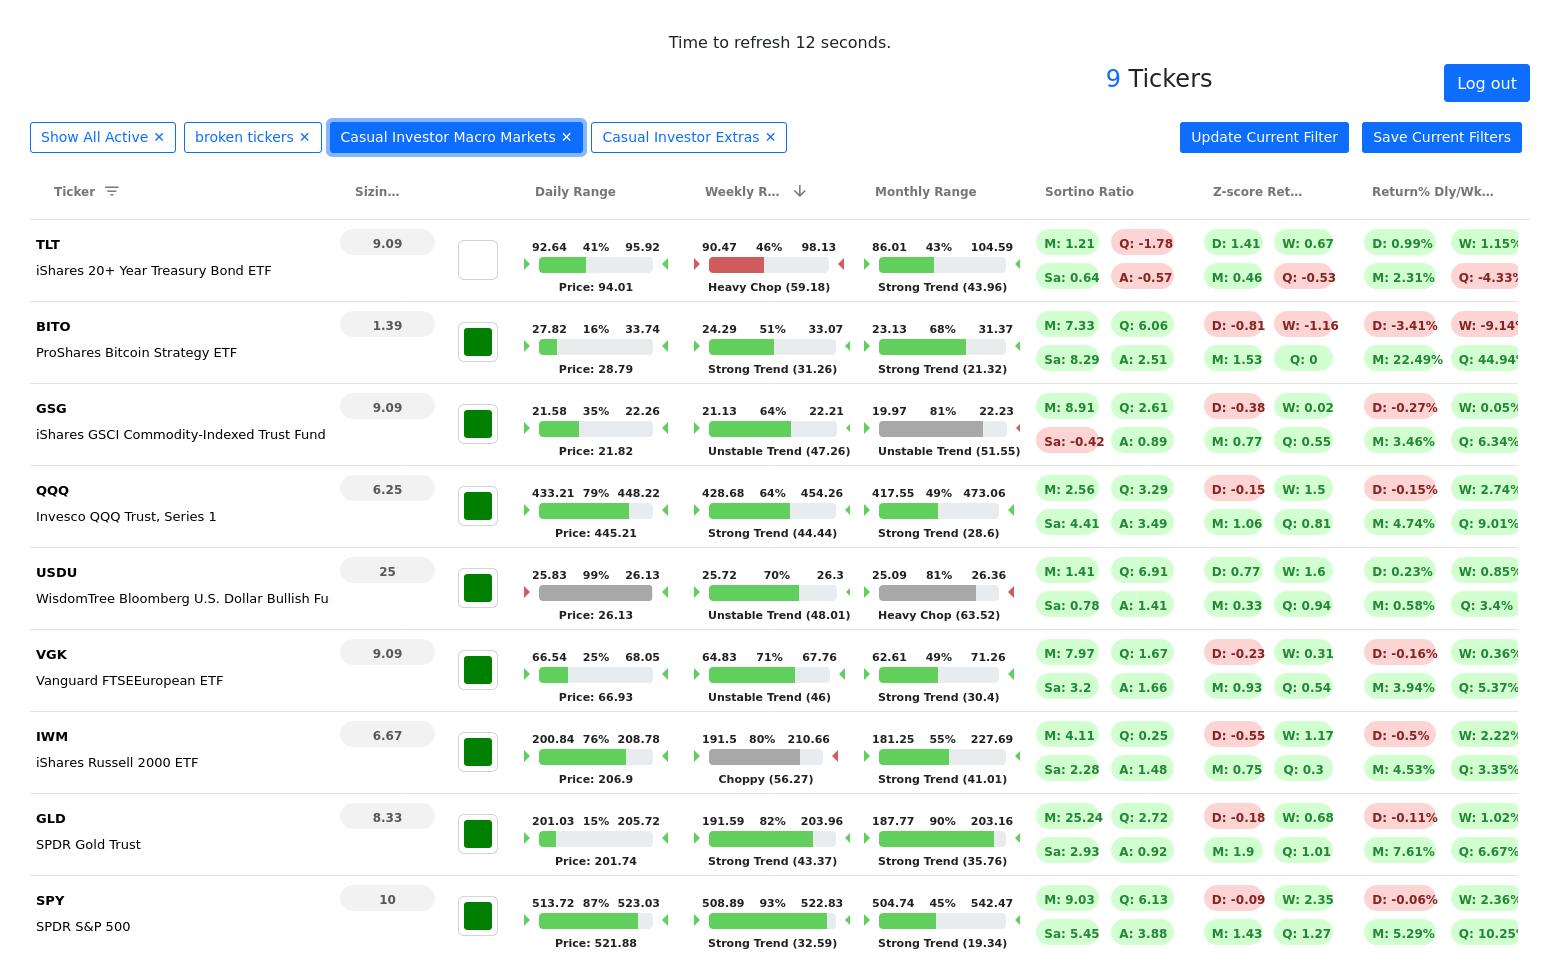 Time to refresh 12 seconds.
9 Tickers
Log out
Show All Active ✕ broken tickers ✕ Casual Investor Macro Markets ✕ Casual Investor Extras ✕ Update Current Filter Save Current Filters
Ticker Sizin… Daily Range Weekly R… Monthly Range Sortino Ratio Z-score Ret… Return% Dly/Wk…
TLT 9.09 92.64 41% 95.92 90.47 46% 98.13 86.01 43% 104.59 M: 1.21 Q: -1.78 D: 1.41 W: 0.67 D: 0.99% W: 1.15%
iShares 20+ Year Treasury Bond ETF Price: 94.01 Heavy Chop (59.18) Strong Trend (43.96) Sa: 0.64 A: -0.57 M: 0.46 Q: -0.53 M: 2.31% Q: -4.33%
BITO 1.39 27.82 16% 33.74 24.29 51% 33.07 23.13 68% 31.37 M: 7.33 Q: 6.06 D: -0.81 W: -1.16 D: -3.41% W: -9.14%
ProShares Bitcoin Strategy ETF Price: 28.79 Strong Trend (31.26) Strong Trend (21.32) Sa: 8.29 A: 2.51 M: 1.53 Q: 0 M: 22.49% Q: 44.94%
GSG 9.09 21.58 35% 22.26 21.13 64% 22.21 19.97 81% 22.23 M: 8.91 Q: 2.61 D: -0.38 W: 0.02 D: -0.27% W: 0.05%
iShares GSCI Commodity-Indexed Trust Fund Price: 21.82 Unstable Trend (47.26) Unstable Trend (51.55) Sa: -0.42 A: 0.89 M: 0.77 Q: 0.55 M: 3.46% Q: 6.34%
QQQ 6.25 433.21 79% 448.22 428.68 64% 454.26 417.55 49% 473.06 M: 2.56 Q: 3.29 D: -0.15 W: 1.5 D: -0.15% W: 2.74%
Invesco QQQ Trust, Series 1 Price: 445.21 Strong Trend (44.44) Strong Trend (28.6) Sa: 4.41 A: 3.49 M: 1.06 Q: 0.81 M: 4.74% Q: 9.01%
USDU 25 25.83 99% 26.13 25.72 70% 26.3 25.09 81% 26.36 M: 1.41 Q: 6.91 D: 0.77 W: 1.6 D: 0.23% W: 0.85%
WisdomTree Bloomberg U.S. Dollar Bullish Fu Price: 26.13 Unstable Trend (48.01) Heavy Chop (63.52) Sa: 0.78 A: 1.41 M: 0.33 Q: 0.94 M: 0.58% Q: 3.4%
VGK 9.09 66.54 25% 68.05 64.83 71% 67.76 62.61 49% 71.26 M: 7.97 Q: 1.67 D: -0.23 W: 0.31 D: -0.16% W: 0.36%
Vanguard FTSEEuropean ETF Price: 66.93 Unstable Trend (46) Strong Trend (30.4) Sa: 3.2 A: 1.66 M: 0.93 Q: 0.54 M: 3.94% Q: 5.37%
IWM 6.67 200.84 76% 208.78 191.5 80% 210.66 181.25 55% 227.69 M: 4.11 Q: 0.25 D: -0.55 W: 1.17 D: -0.5% W: 2.22%
iShares Russell 2000 ETF Price: 206.9 Choppy (56.27) Strong Trend (41.01) Sa: 2.28 A: 1.48 M: 0.75 Q: 0.3 M: 4.53% Q: 3.35%
GLD 8.33 201.03 15% 205.72 191.59 82% 203.96 187.77 90% 203.16 M: 25.24 Q: 2.72 D: -0.18 W: 0.68 D: -0.11% W: 1.02%
SPDR Gold Trust Price: 201.74 Strong Trend (43.37) Strong Trend (35.76) Sa: 2.93 A: 0.92 M: 1.9 Q: 1.01 M: 7.61% Q: 6.67%
SPY 10 513.72 87% 523.03 508.89 93% 522.83 504.74 45% 542.47 M: 9.03 Q: 6.13 D: -0.09 W: 2.35 D: -0.06% W: 2.36%
SPDR S&P 500 Price: 521.88 Strong Trend (32.59) Strong Trend (19.34) Sa: 5.45 A: 3.88 M: 1.43 Q: 1.27 M: 5.29% Q: 10.25%